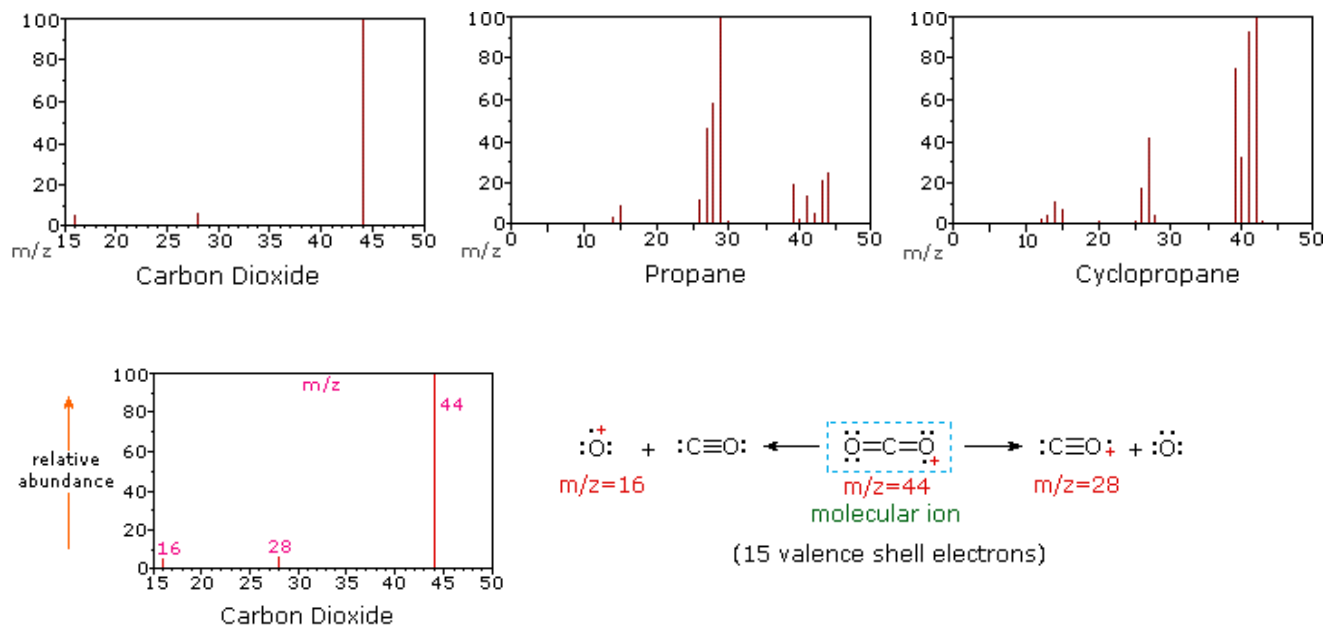 100
80
60
40
20
0
15 20 25 30 35 40 45 50
m/z
Carbon Dioxide
100
80
60
40
20
0
0 10 20 30 40 50
m/z
Propane
100
80
60
40
20
0
0 10 20 30 40 50
m/z
Cyclopropane
relative
abundance
100
80
60
40
20
0
m/z
44
16
28
15 20 25 30 35 40 45 50
Carbon Dioxide
:O:+ + :C≡O: ← O=C=O+ → :C≡O+ + :O:
m/z=16 m/z=44 m/z=28
molecular ion
(15 valence shell electrons)